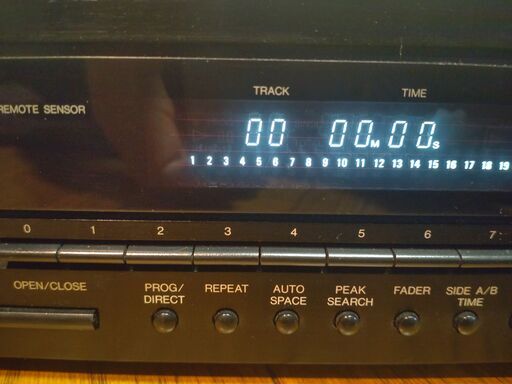 TRACK TIME
REMOTE SENSOR
00 00M00S
1 2 3 4 5 6 7 8 9 10 11 12 13 14 15 16 17 18 19
0 1 2 3 4 5 6 7
OPEN/CLOSE PROG/ REPEAT AUTO PEAK FADER SIDE A/B
DIRECT SPACE SEARCH TIME